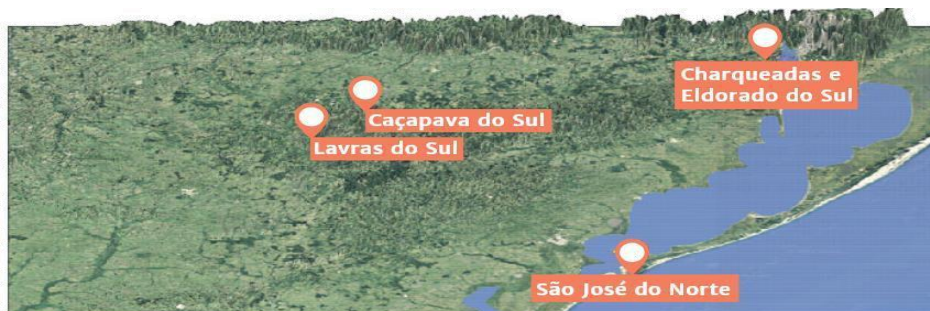 Charqueadas e
Eldorado do Sul
Caçapava do Sul
Lavras do Sul
São José do Norte